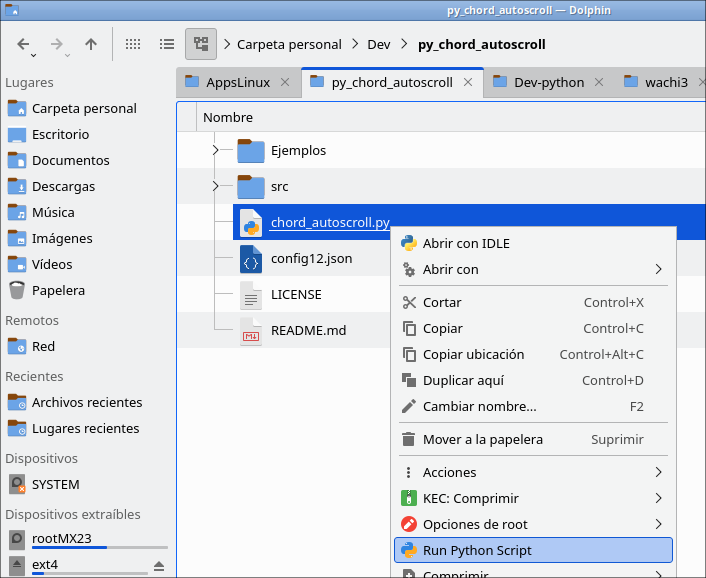 py_chord_autoscroll — Dolphin
Carpeta personal
Dev
py_chord_autoscroll
Lugares
Carpeta personal
Escritorio
Documentos
Descargas
Música
Imágenes
Vídeos
Papelera
Remotos
Red
Recientes
Archivos recientes
Lugares recientes
Dispositivos
SYSTEM
Dispositivos extraíbles
rootMX23
ext4
AppsLinux
py_chord_autoscroll
Dev-python
wachi3
Nombre
Ejemplos
src
chord_autoscroll.py
config12.json
LICENSE
README.md
Abrir con IDLE
Abrir con
Cortar Control+X
Copiar Control+C
Copiar ubicación Control+Alt+C
Duplicar aquí Control+D
Cambiar nombre... F2
Mover a la papelera Suprimir
Acciones
KEC: Comprimir
Opciones de root
Run Python Script
Comprimir